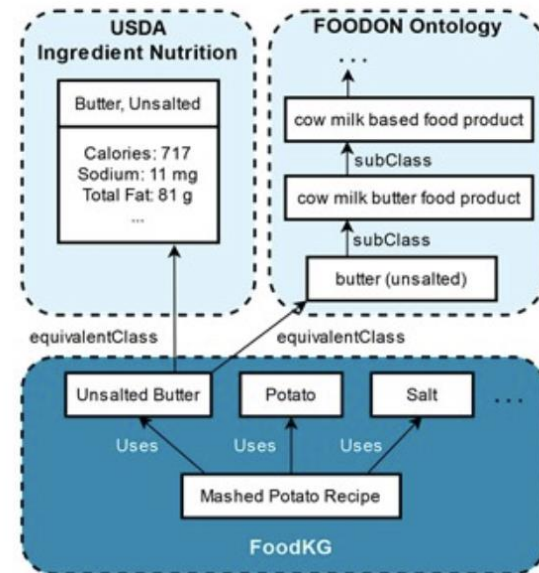 USDA
Ingredient Nutrition
Butter, Unsalted
Calories: 717
Sodium: 11 mg
Total Fat: 81 g
...
FOODON Ontology
...
cow milk based food product
subClass
cow milk butter food product
subClass
butter (unsalted)
equivalentClass
equivalentClass
Unsalted Butter
Potato
Salt
...
Uses
Uses
Uses
Mashed Potato Recipe
FoodKG